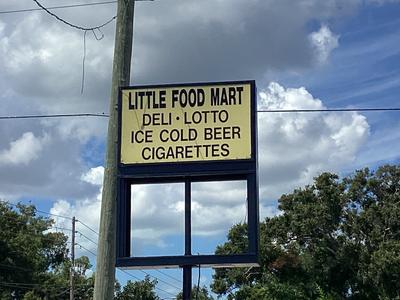 LITTLE FOOD MART
DELI • LOTTO
ICE COLD BEER
CIGARETTES